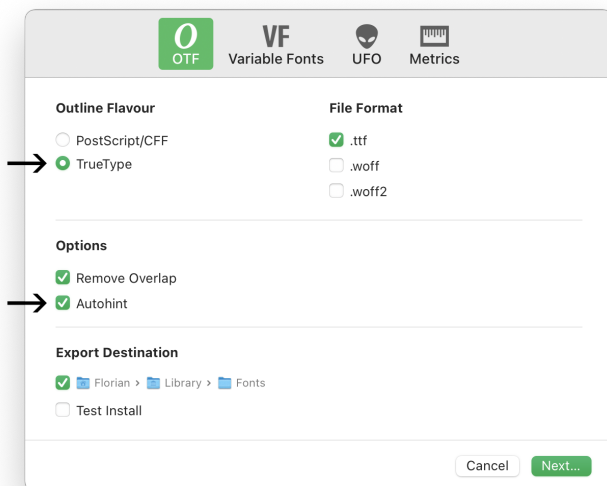 O VF
OTF Variable Fonts UFO Metrics
Outline Flavour
PostScript/CFF
TrueType
File Format
.ttf
.woff
.woff2
Options
Remove Overlap
Autohint
Export Destination
Florian › Library › Fonts
Test Install
Cancel Next...